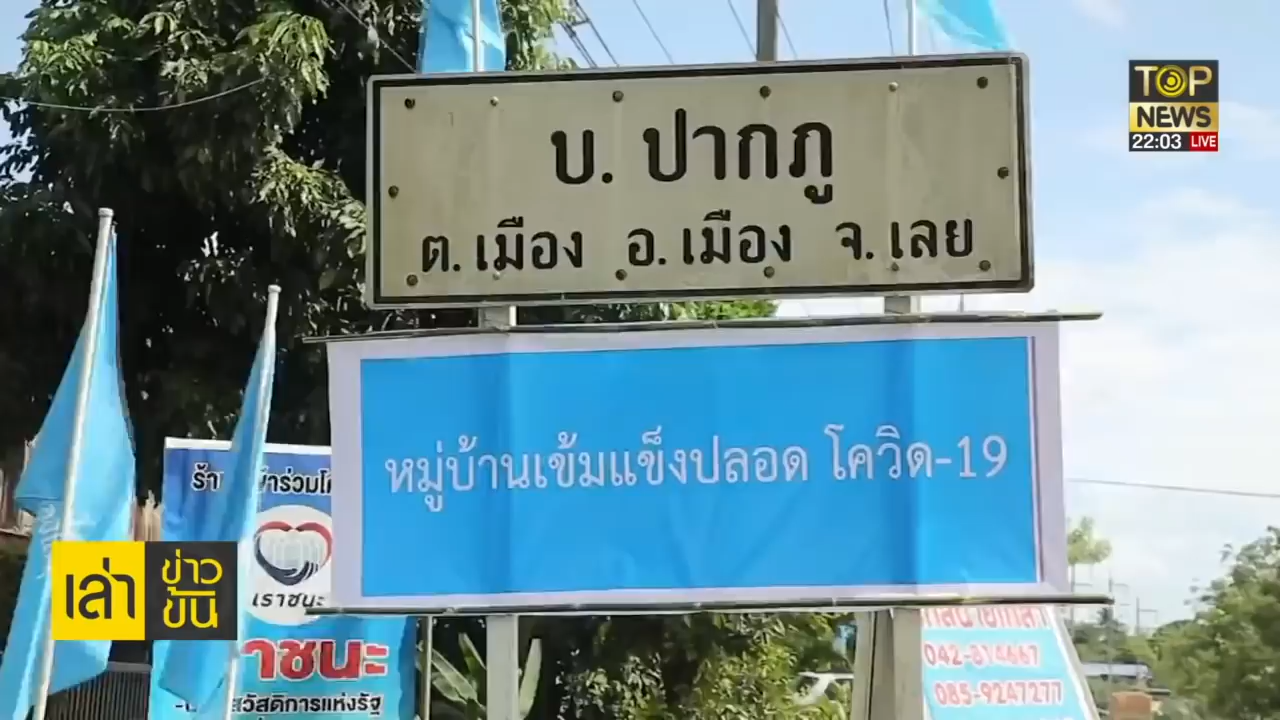 TOP
NEWS
22:03 LIVE
บ. ปากภู
ต. เมือง อ. เมือง จ. เลย
หมู่บ้านเข้มแข็งปลอด โควิด-19
เราชนะ
าชนะ
สวัสดิการแห่งรัฐ
042-814667
085-9247277
เล่า
ข่าว
ข้น